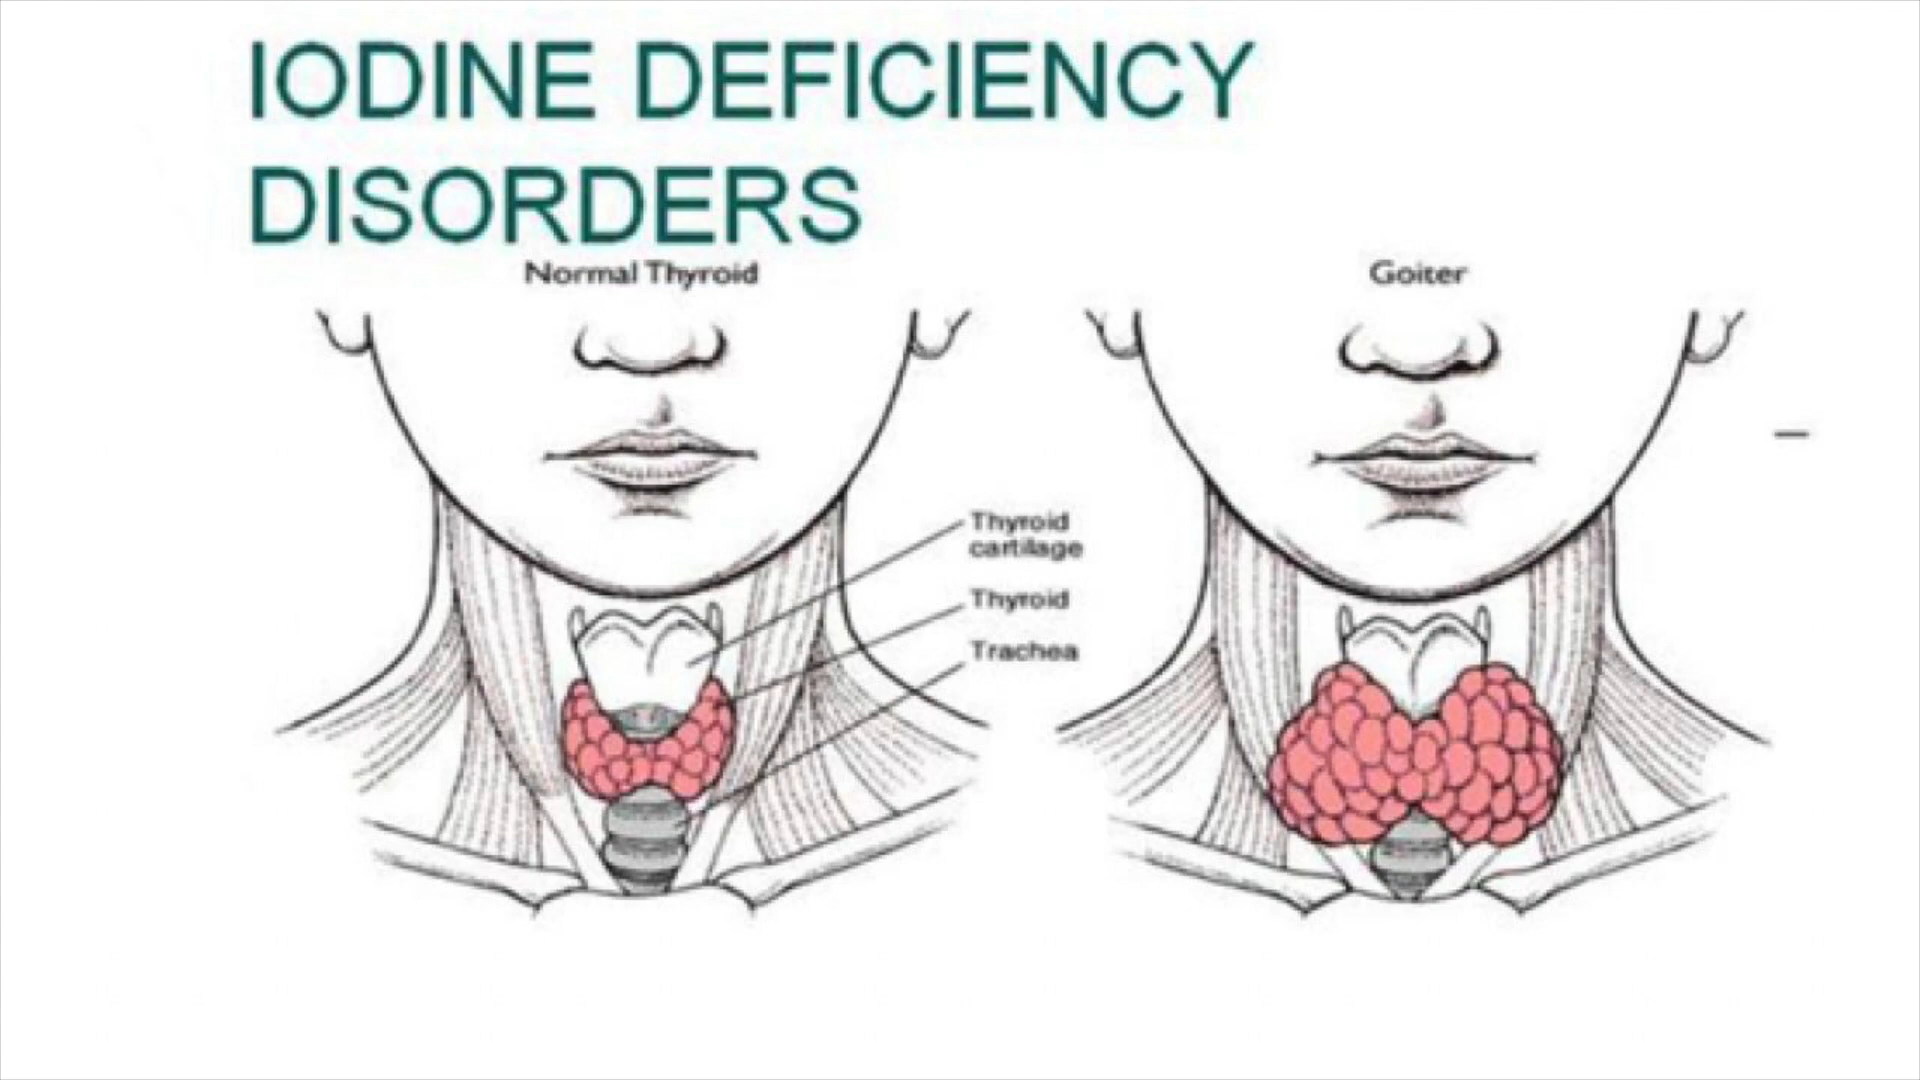 IODINE DEFICIENCY
DISORDERS
Normal Thyroid
Goiter
Thyroid
cartilage
Thyroid
Trachea